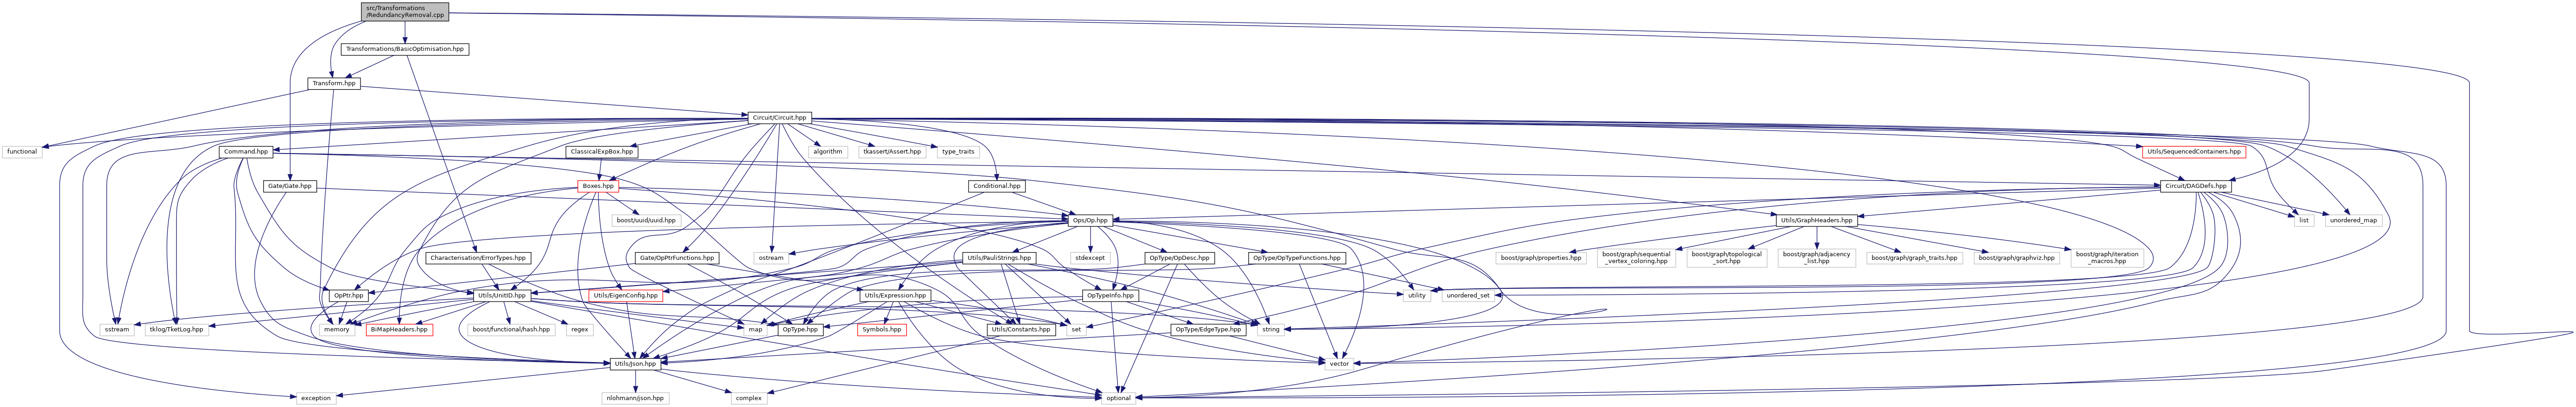 src/Transformations
/RedundancyRemoval.cpp
Transformations/BasicOptimisation.hpp
Transform.hpp
Circuit/Circuit.hpp
functional
Command.hpp
ClassicalExpBox.hpp
algorithm
tkassert/Assert.hpp
type_traits
Utils/SequencedContainers.hpp
Gate/Gate.hpp
Boxes.hpp
Conditional.hpp
Circuit/DAGDefs.hpp
boost/uuid/uuid.hpp
Ops/Op.hpp
Utils/GraphHeaders.hpp
list
unordered_map
Characterisation/ErrorTypes.hpp
Gate/OpPtrFunctions.hpp
ostream
Utils/PauliStrings.hpp
stdexcept
OpType/OpDesc.hpp
OpType/OpTypeFunctions.hpp
boost/graph/properties.hpp
boost/graph/sequential
_vertex_coloring.hpp
boost/graph/topological
_sort.hpp
boost/graph/adjacency
_list.hpp
boost/graph/graph_traits.hpp
boost/graph/graphviz.hpp
boost/graph/iteration
_macros.hpp
OpPtr.hpp
Utils/UnitID.hpp
Utils/EigenConfig.hpp
Utils/Expression.hpp
OpTypeInfo.hpp
utility
unordered_set
sstream
tklog/TketLog.hpp
memory
BiMapHeaders.hpp
boost/functional/hash.hpp
regex
map
OpType.hpp
Symbols.hpp
Utils/Constants.hpp
set
OpType/EdgeType.hpp
string
Utils/Json.hpp
vector
exception
nlohmann/json.hpp
complex
optional